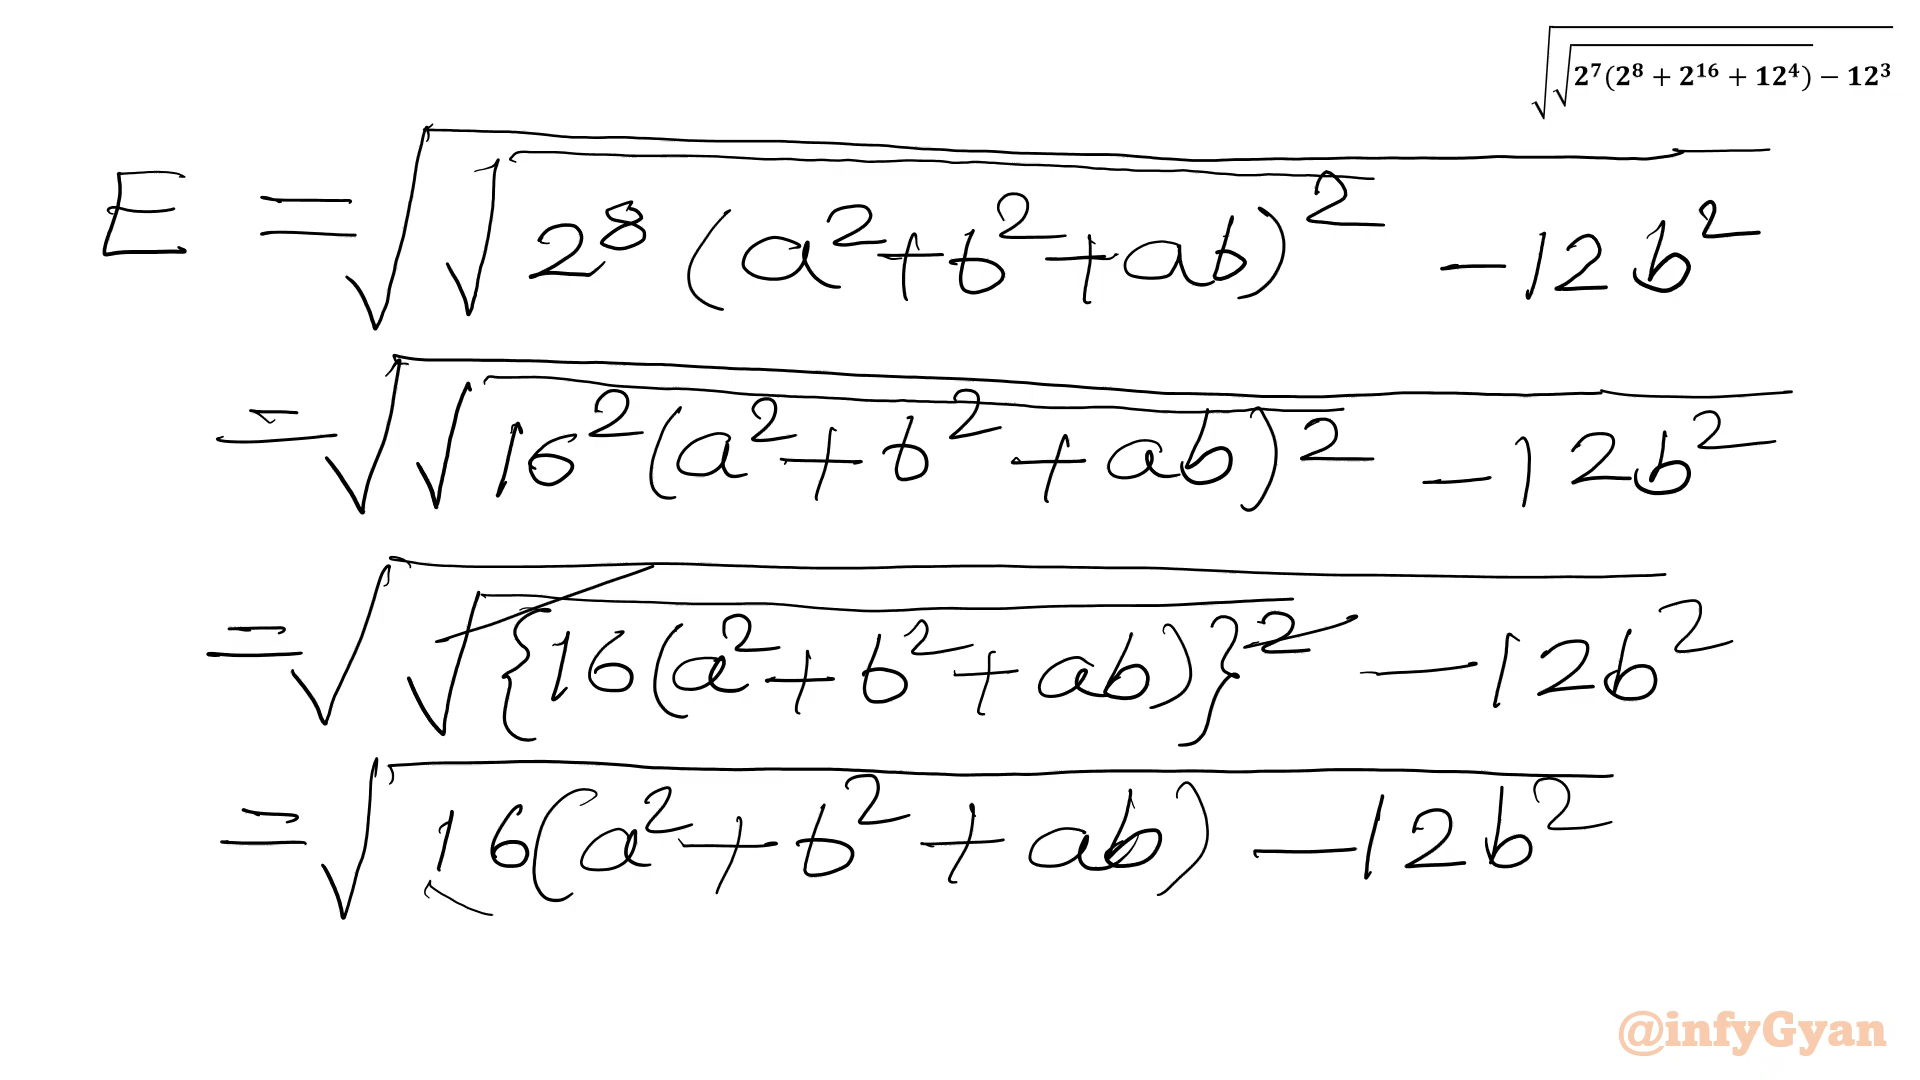 √(√(2⁷(2⁸ + 2¹⁶ + 12⁴)) − 12³)
E = √(√(2⁸(a² + b² + ab)²) − 12b²)
= √(√(16²(a² + b² + ab)²) − 12b²)
= √(√({16(a² + b² + ab)}²) − 12b²)
= √(16(a² + b² + ab) − 12b²)
@infyGyan